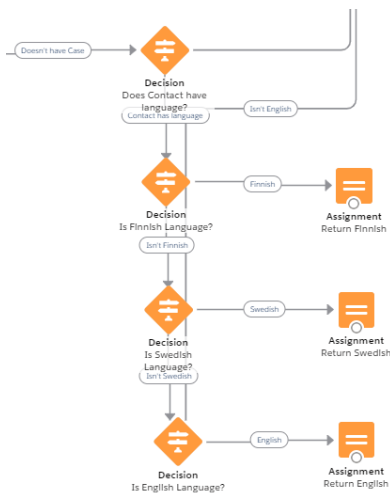 Doesn't have Case
Decision
Does Contact have
language?
Contact has language
Isn't English
Decision
Is Finnish Language?
Finnish
Assignment
Return Finnish
Isn't Finnish
Decision
Is Swedish
Language?
Swedish
Assignment
Return Swedish
Isn't Swedish
Decision
Is English Language?
English
Assignment
Return English